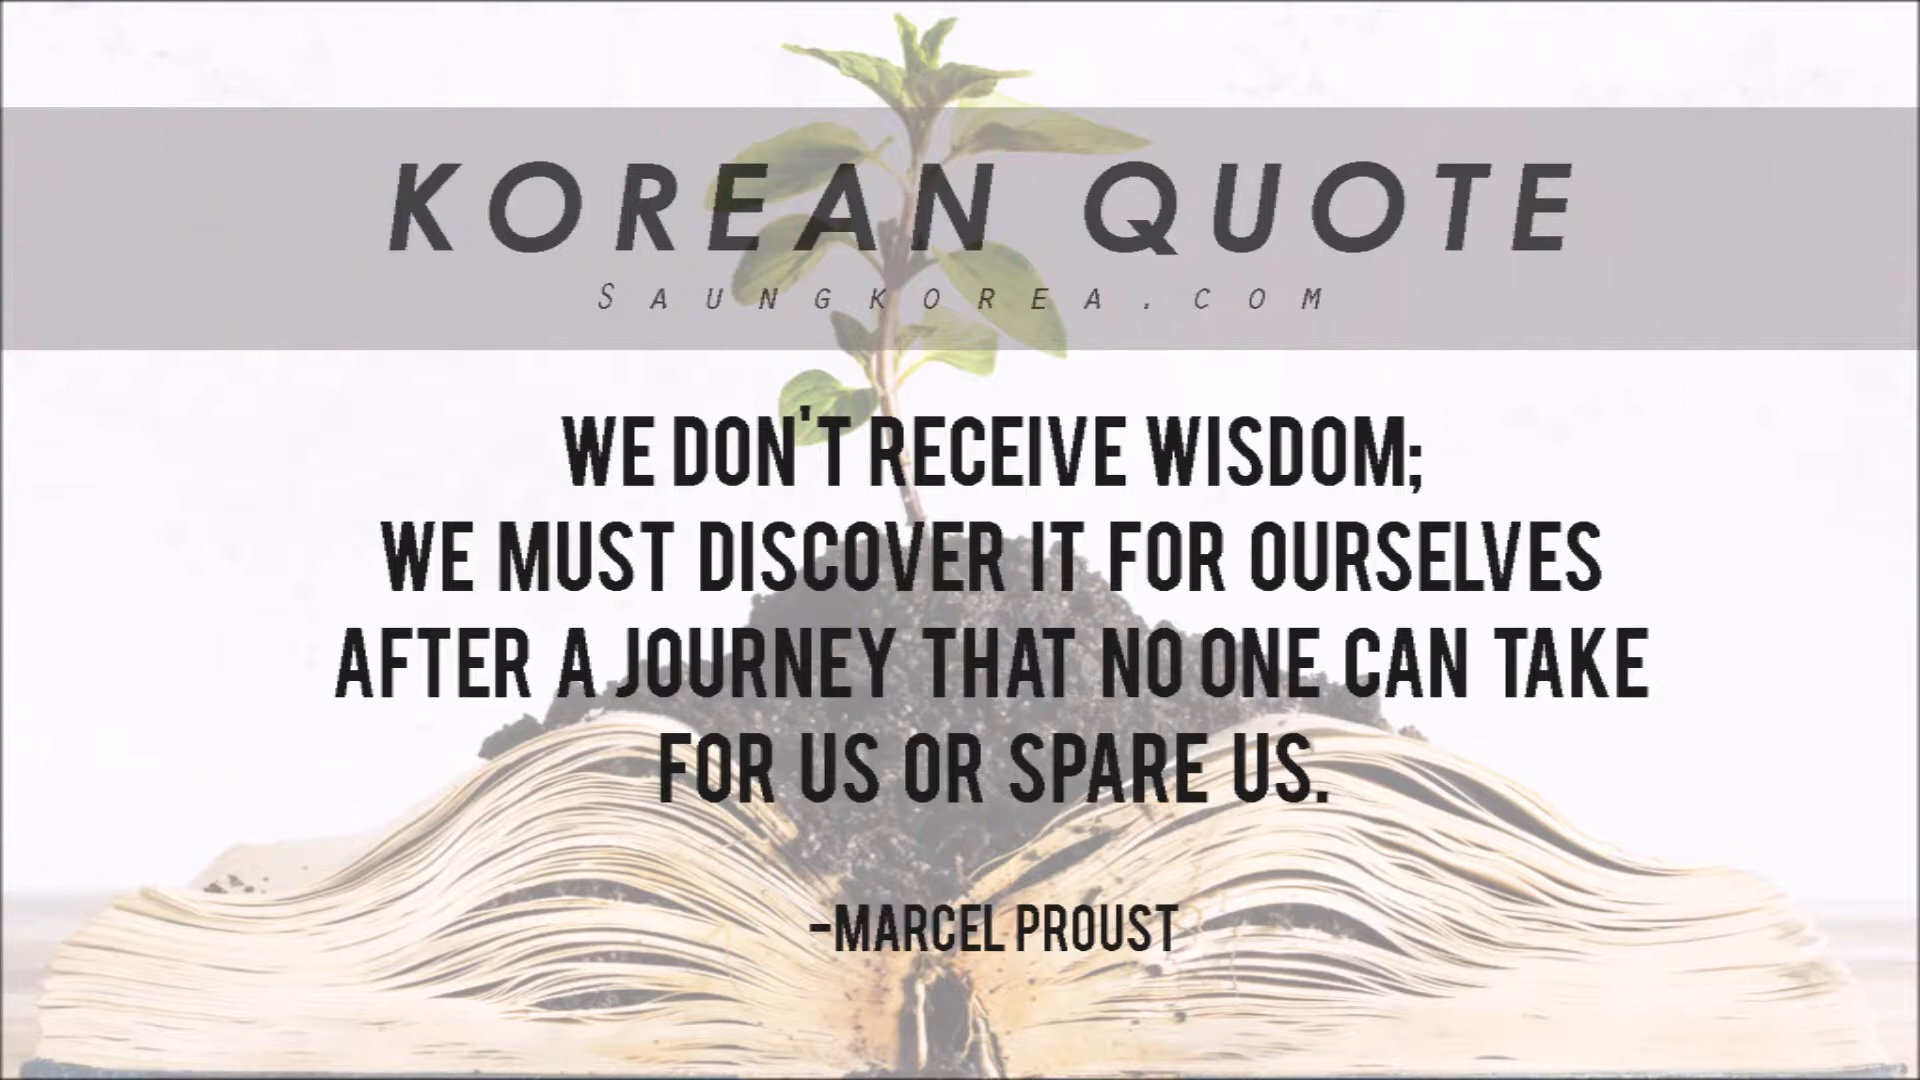 KOREAN QUOTE
SAUNGKOREA.COM
WE DON'T RECEIVE WISDOM;
WE MUST DISCOVER IT FOR OURSELVES
AFTER A JOURNEY THAT NO ONE CAN TAKE
FOR US OR SPARE US.
-MARCEL PROUST